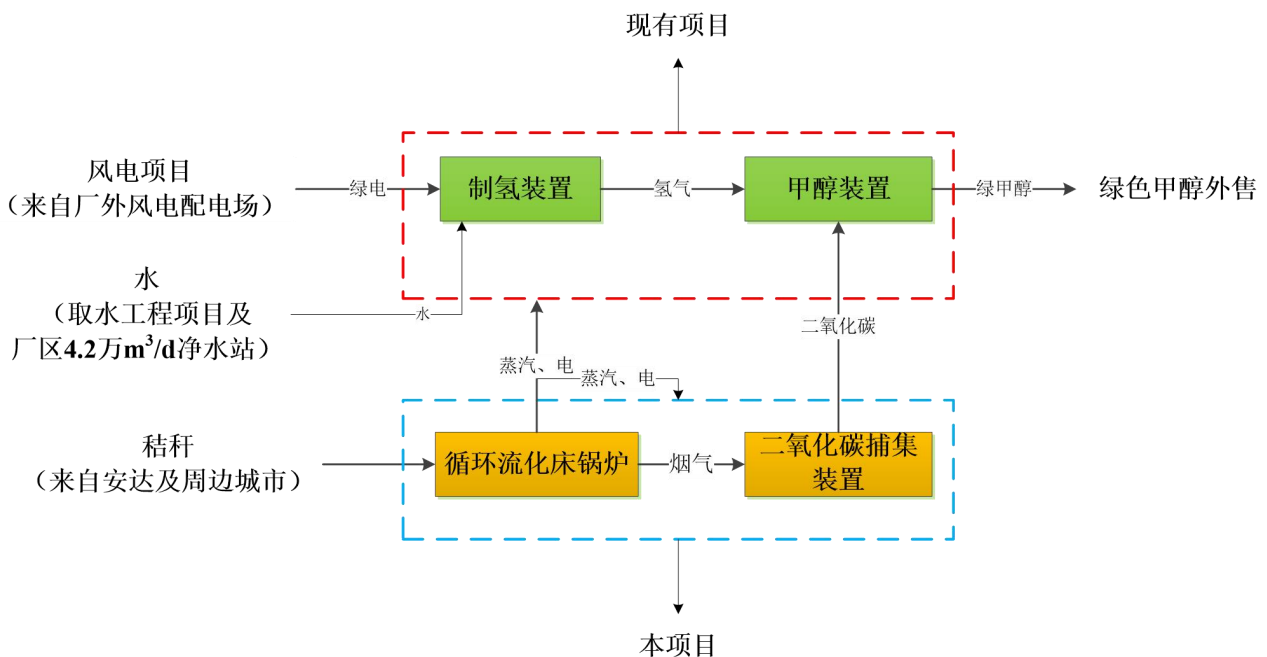 现有项目
风电项目
（来自厂外风电配电场）
绿电
制氢装置
氢气
甲醇装置
绿甲醇
绿色甲醇外售
水
（取水工程项目及
厂区4.2万m³/d净水站）
水
二氧化碳
蒸汽、电
蒸汽、电
秸秆
（来自安达及周边城市）
循环流化床锅炉
烟气
二氧化碳捕集
装置
本项目